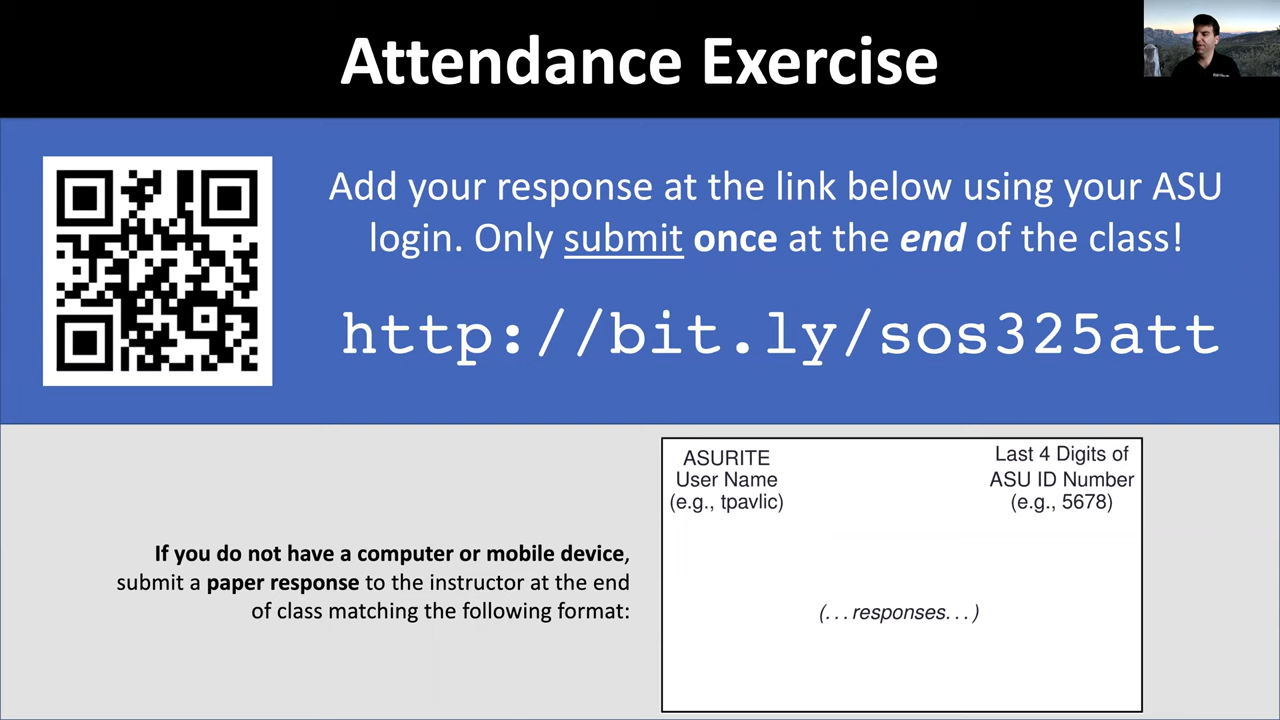 Attendance Exercise
Add your response at the link below using your ASU
login. Only submit once at the end of the class!
http://bit.ly/sos325att
If you do not have a computer or mobile device,
submit a paper response to the instructor at the end
of class matching the following format:
ASURITE
User Name
(e.g., tpavlic)
Last 4 Digits of
ASU ID Number
(e.g., 5678)
(...responses...)